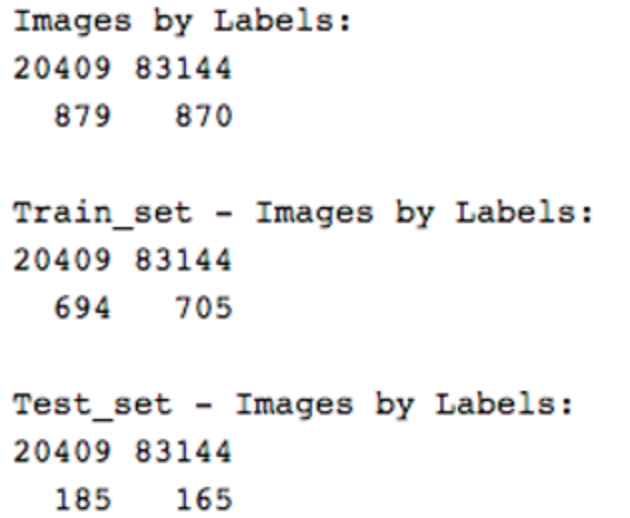 Images by Labels:
20409 83144
879 870
Train_set - Images by Labels:
20409 83144
694 705
Test_set - Images by Labels:
20409 83144
185 165